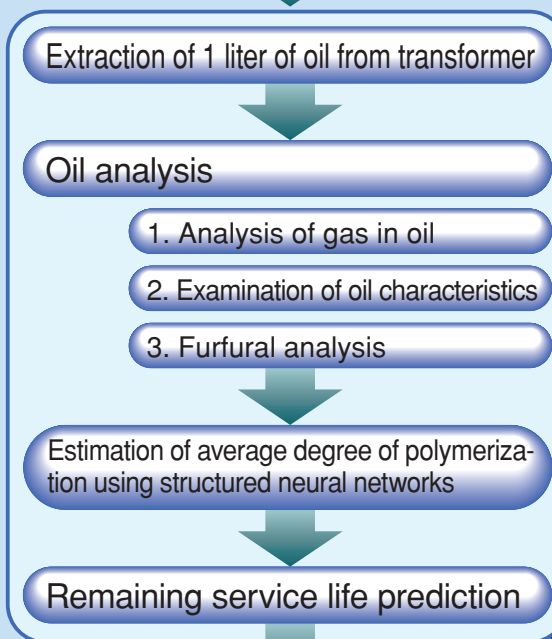 Extraction of 1 liter of oil from transformer
Oil analysis
1. Analysis of gas in oil
2. Examination of oil characteristics
3. Furfural analysis
Estimation of average degree of polymeriza-
tion using structured neural networks
Remaining service life prediction